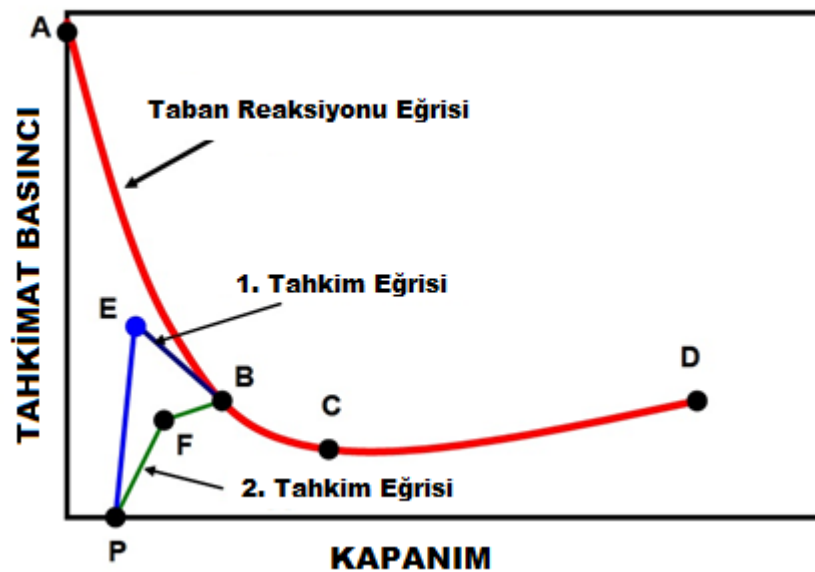 A
Taban Reaksiyonu Eğrisi
TAHKİMAT BASINCI
1. Tahkim Eğrisi
E
B
C
D
F
2. Tahkim Eğrisi
P
KAPANIM